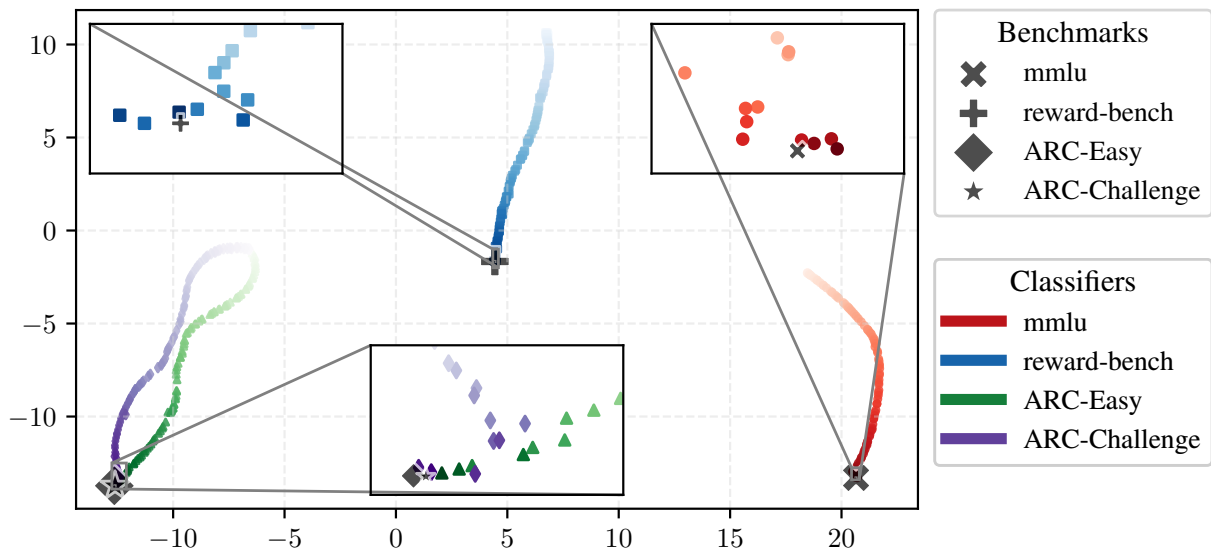 10
5
0
−5
−10
−10
−5
0
5
10
15
20
Benchmarks
mmlu
reward-bench
ARC-Easy
ARC-Challenge
Classifiers
mmlu
reward-bench
ARC-Easy
ARC-Challenge